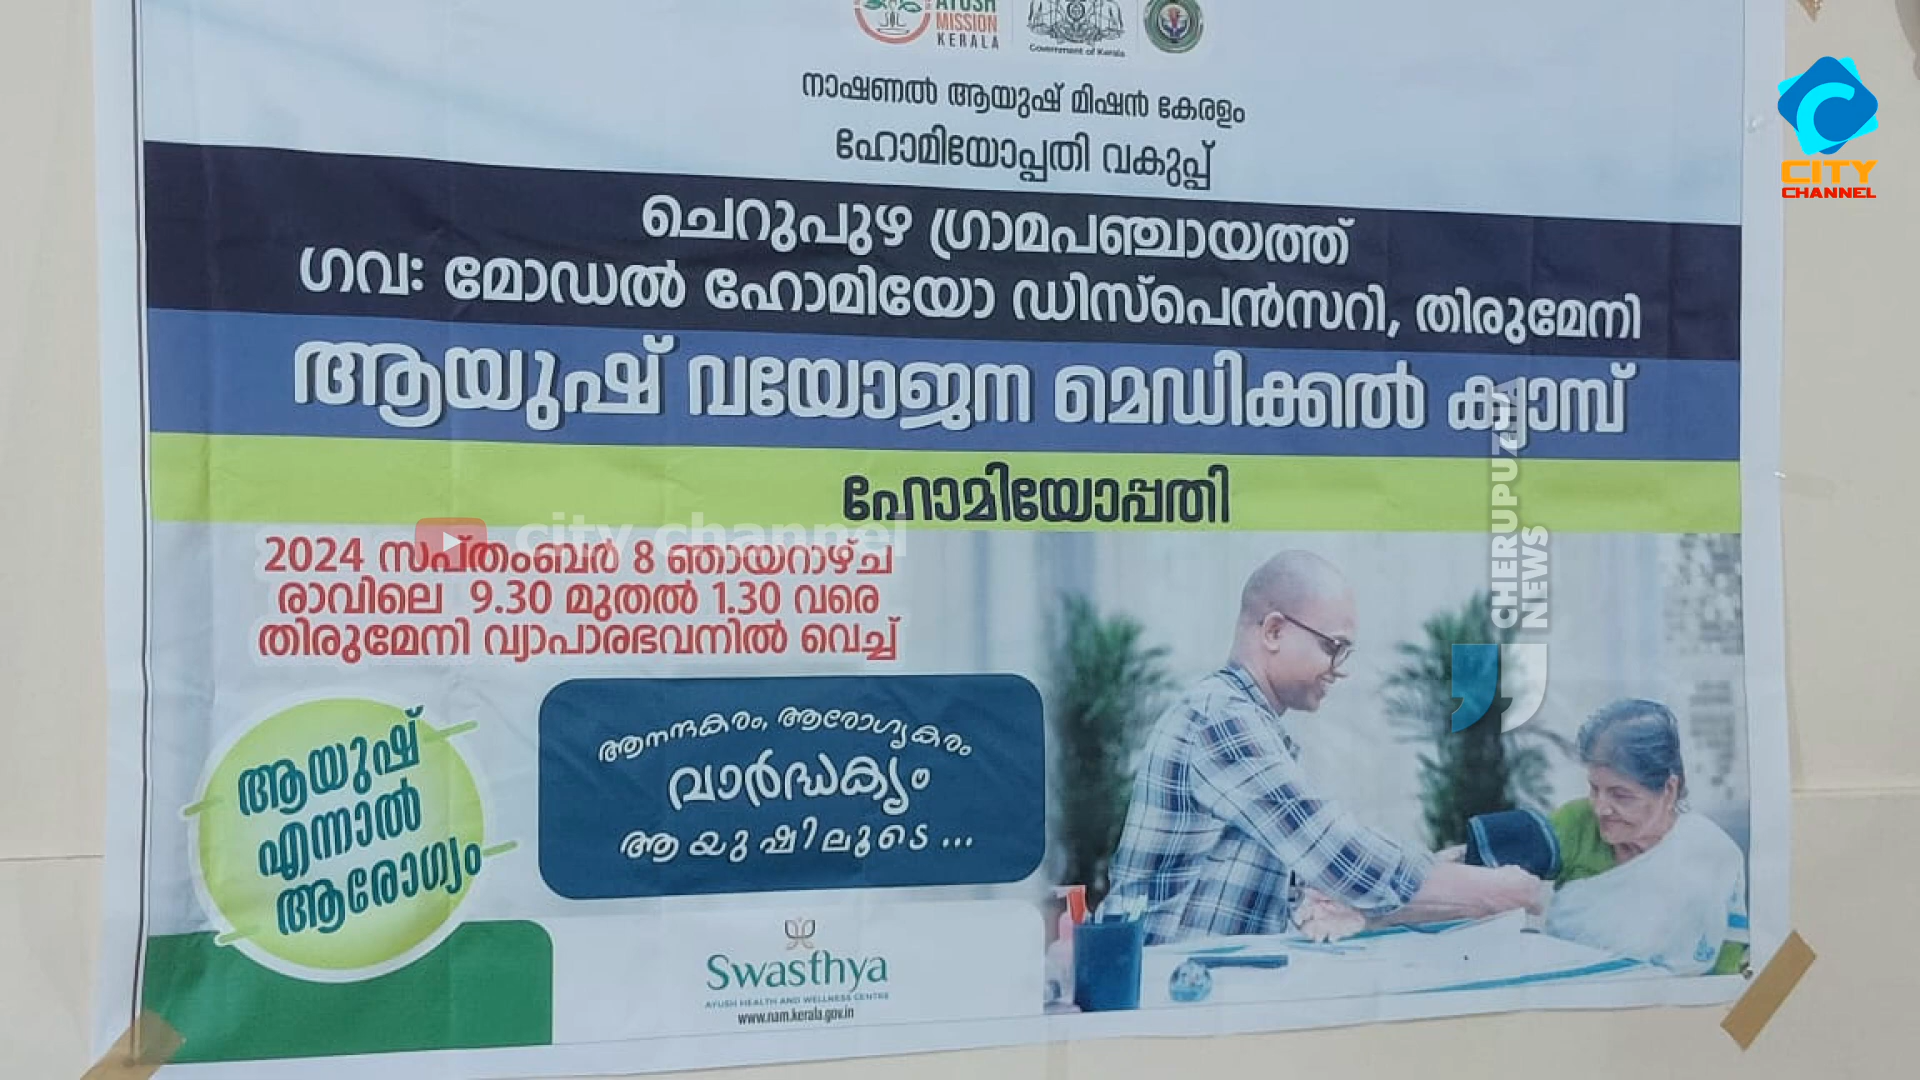 AYUSH
MISSION
KERALA
Government of Kerala
നാഷണൽ ആയുഷ് മിഷൻ കേരളം
ഹോമിയോപ്പതി വകുപ്പ്
ചെറുപുഴ ഗ്രാമപഞ്ചായത്ത്
ഗവ: മോഡൽ ഹോമിയോ ഡിസ്പെൻസറി, തിരുമേനി
ആയുഷ് വയോജന മെഡിക്കൽ ക്യാമ്പ്
ഹോമിയോപ്പതി
2024 സപ്തംബർ 8 ഞായറാഴ്ച
രാവിലെ 9.30 മുതൽ 1.30 വരെ
തിരുമേനി വ്യാപാരഭവനിൽ വെച്ച്
ആയുഷ്
എന്നാൽ
ആരോഗ്യം
ആനന്ദകരം, ആരോഗ്യകരം
വാർദ്ധക്യം
ആയുഷിലൂടെ...
Swasthya
AYUSH HEALTH AND WELLNESS CENTRE
www.nam.kerala.gov.in
CITY
CHANNEL
city channel
CHERUPUZHA
NEWS